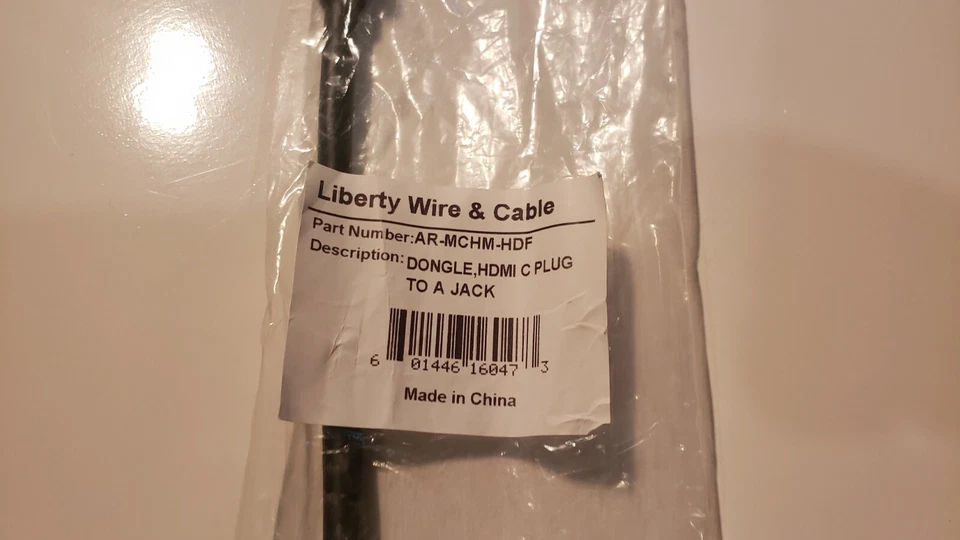 Liberty Wire & Cable
Part Number:AR-MCHM-HDF
Description: DONGLE,HDMI C PLUG
TO A JACK
6 01446 16047 3
Made in China